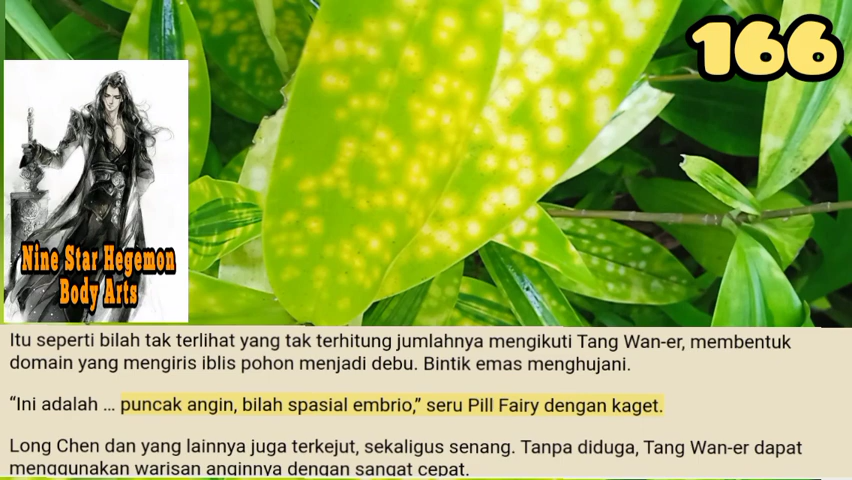 166
Nine Star Hegemon
Body Arts
Itu seperti bilah tak terlihat yang tak terhitung jumlahnya mengikuti Tang Wan-er, membentuk
domain yang mengiris iblis pohon menjadi debu. Bintik emas menghujani.
“Ini adalah ... puncak angin, bilah spasial embrio,” seru Pill Fairy dengan kaget.
Long Chen dan yang lainnya juga terkejut, sekaligus senang. Tanpa diduga, Tang Wan-er dapat
menggunakan warisan anginnya dengan sangat cepat.